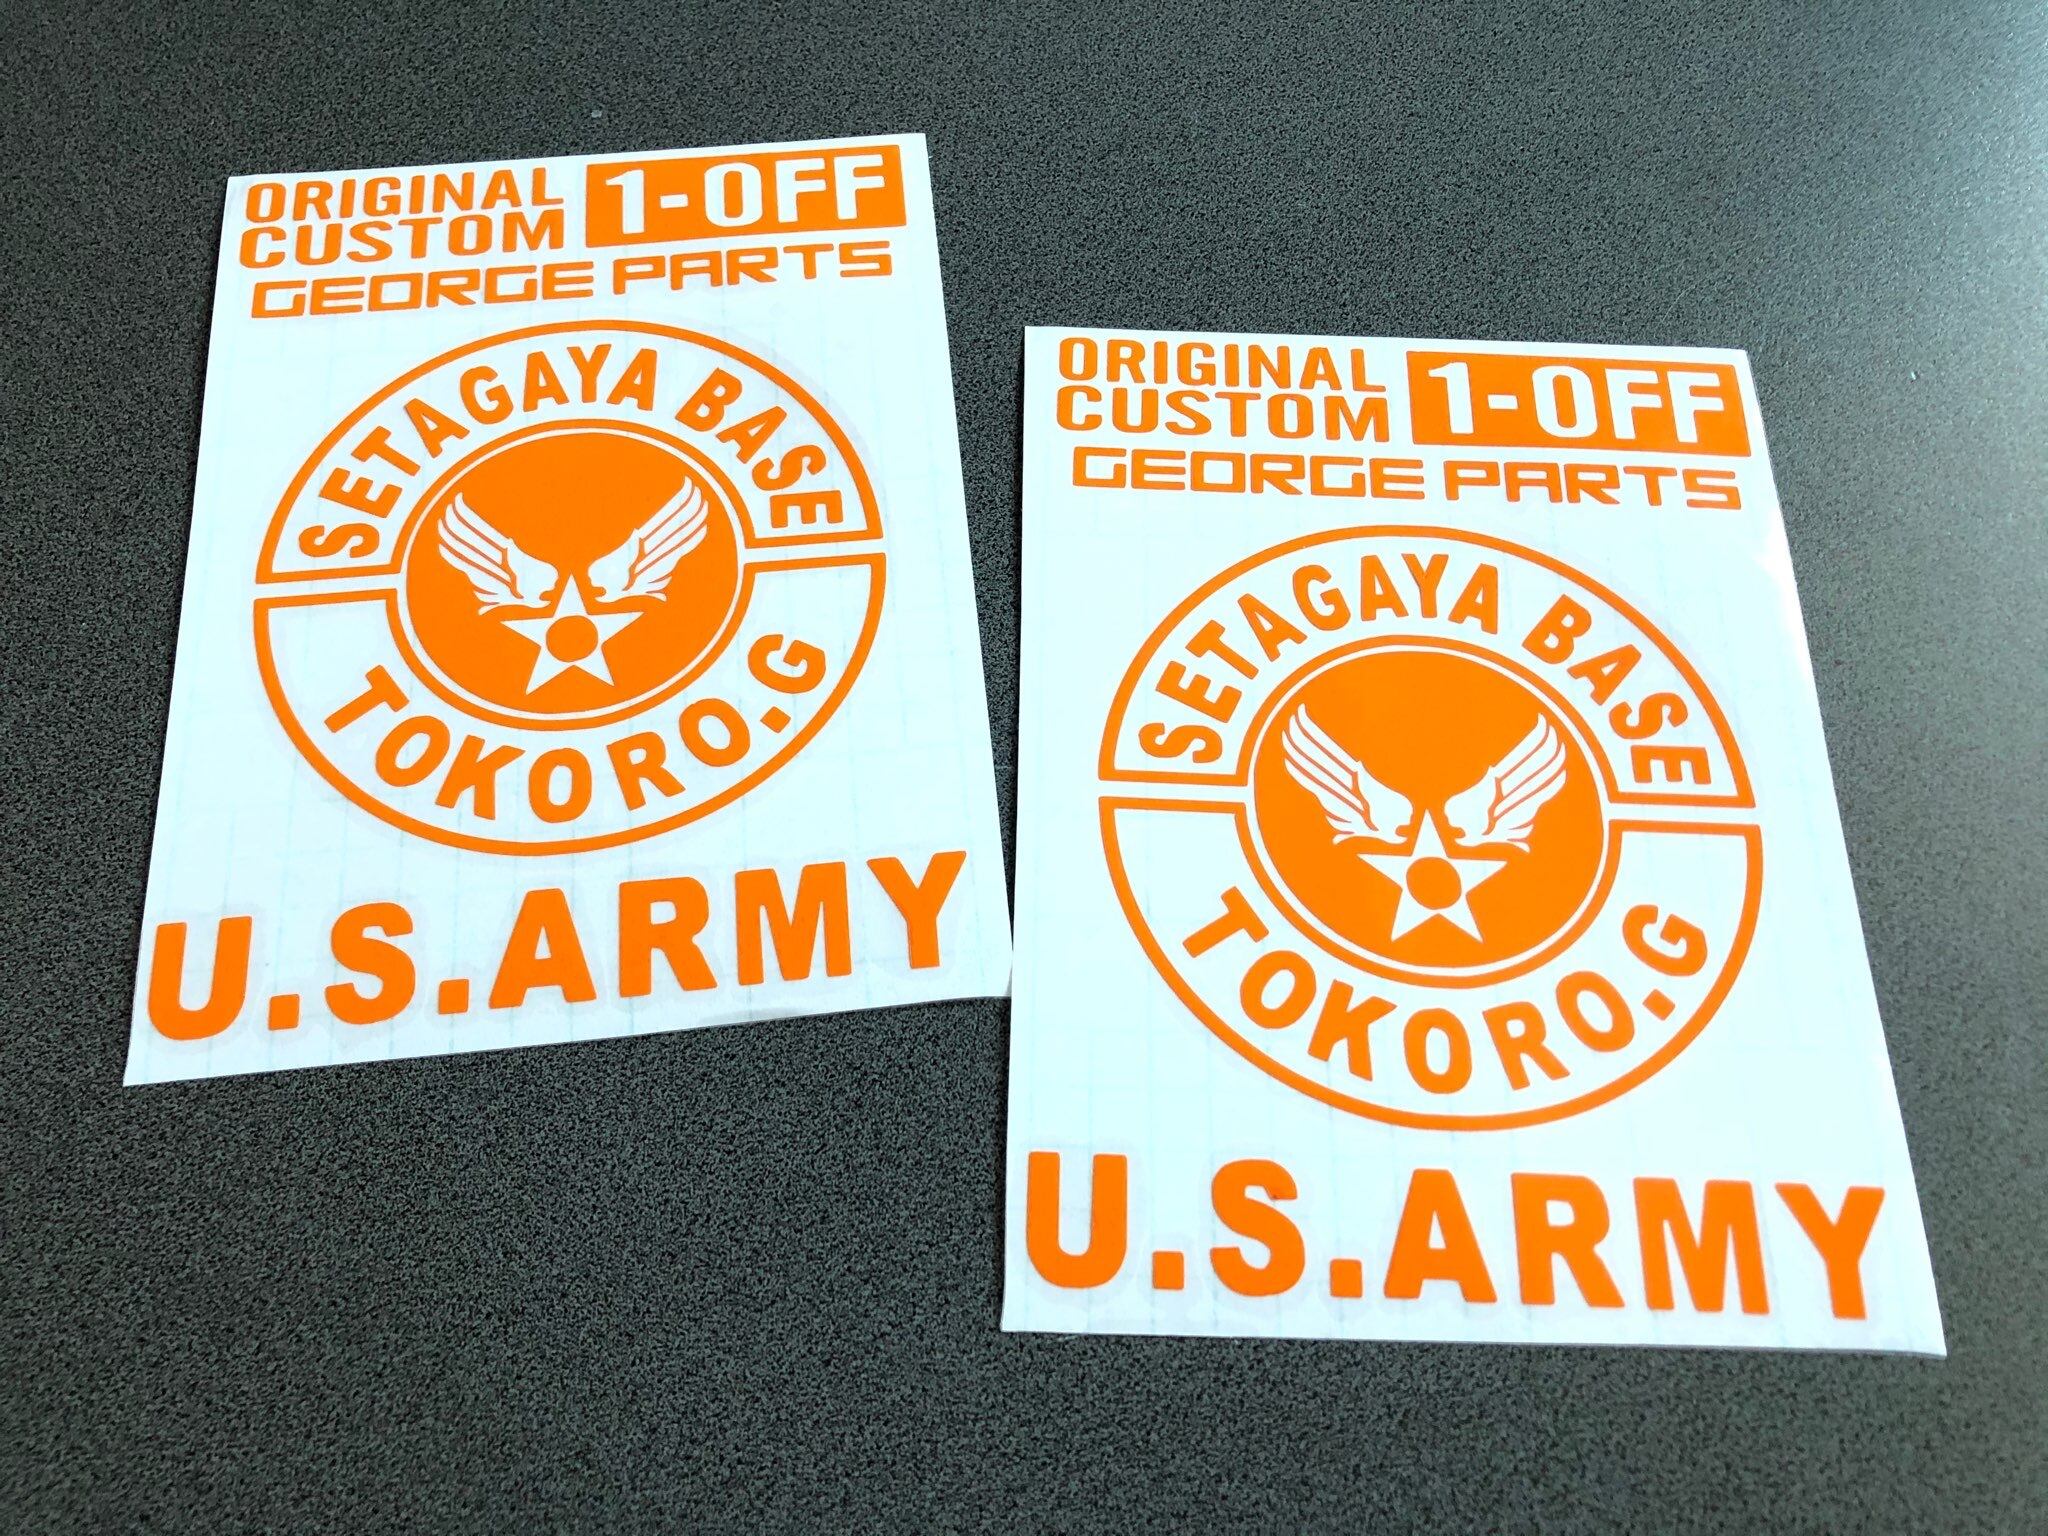 ORIGINAL
CUSTOM
1-OFF
GEORGE PARTS
SETAGAYA BASE
TOKORO.G
U.S.ARMY
ORIGINAL
CUSTOM
1-OFF
GEORGE PARTS
SETAGAYA BASE
TOKORO.G
U.S.ARMY